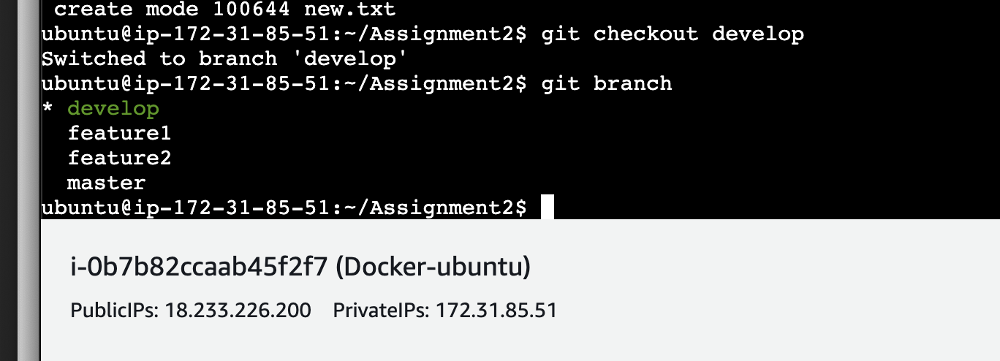 create mode 100644 new.txt
ubuntu@ip-172-31-85-51:~/Assignment2$ git checkout develop
Switched to branch 'develop'
ubuntu@ip-172-31-85-51:~/Assignment2$ git branch
* develop
feature1
feature2
master
ubuntu@ip-172-31-85-51:~/Assignment2$
i-0b7b82ccaab45f2f7 (Docker-ubuntu)
PublicIPs: 18.233.226.200 PrivateIPs: 172.31.85.51